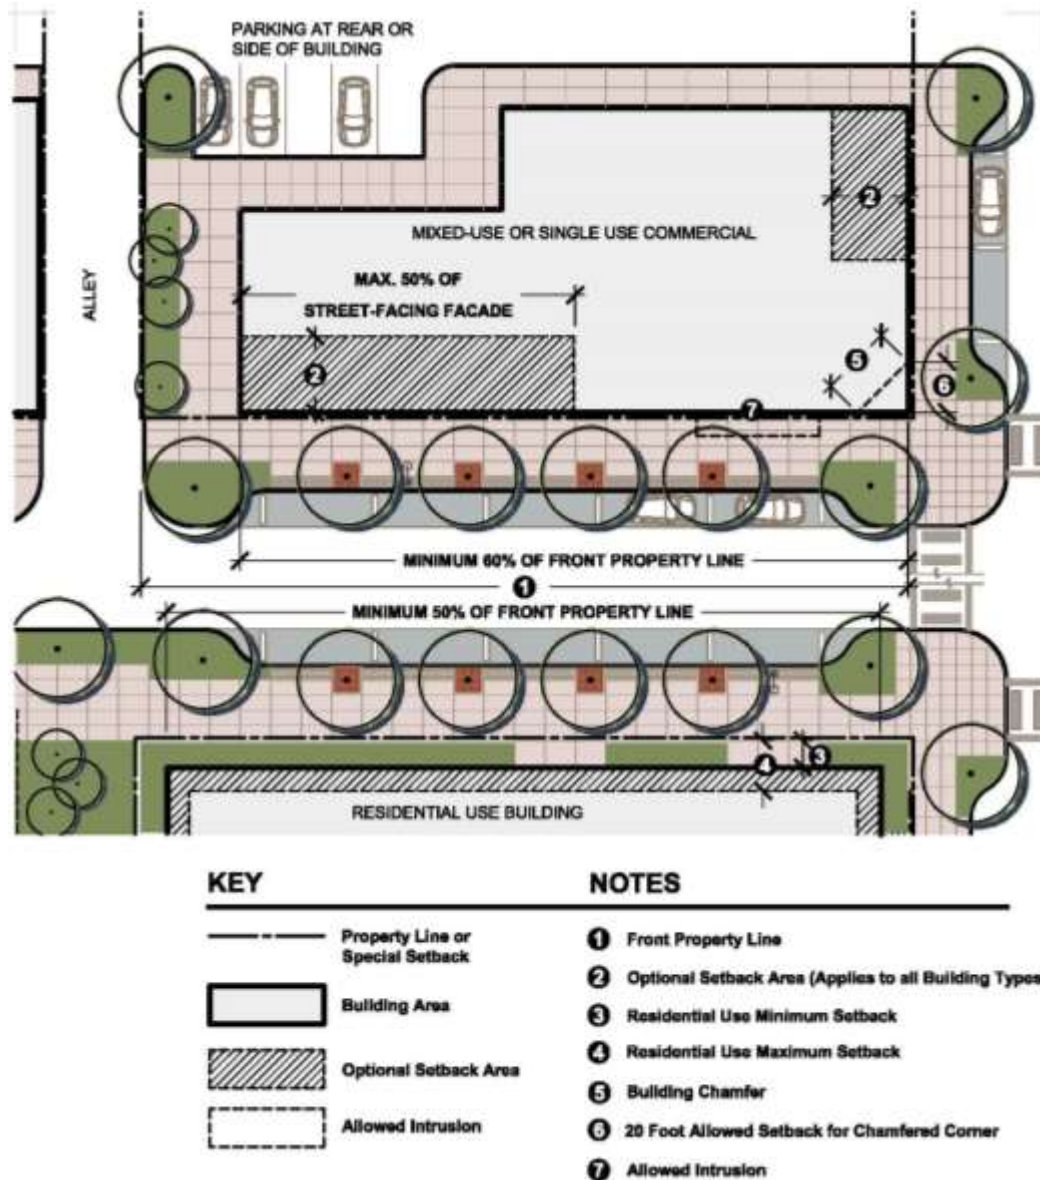 PARKING AT REAR OR
SIDE OF BUILDING
MIXED-USE OR SINGLE USE COMMERCIAL
2
MAX. 50% OF
STREET-FACING FACADE
ALLEY
2
5
6
7
MINIMUM 60% OF FRONT PROPERTY LINE
1
MINIMUM 50% OF FRONT PROPERTY LINE
4
3
RESIDENTIAL USE BUILDING
KEY
Property Line or
Special Setback
Building Area
Optional Setback Area
Allowed Intrusion
NOTES
1 Front Property Line
2 Optional Setback Area (Applies to all Building Types
3 Residential Use Minimum Setback
4 Residential Use Maximum Setback
5 Building Chamfer
6 20 Foot Allowed Setback for Chamfered Corner
7 Allowed Intrusion